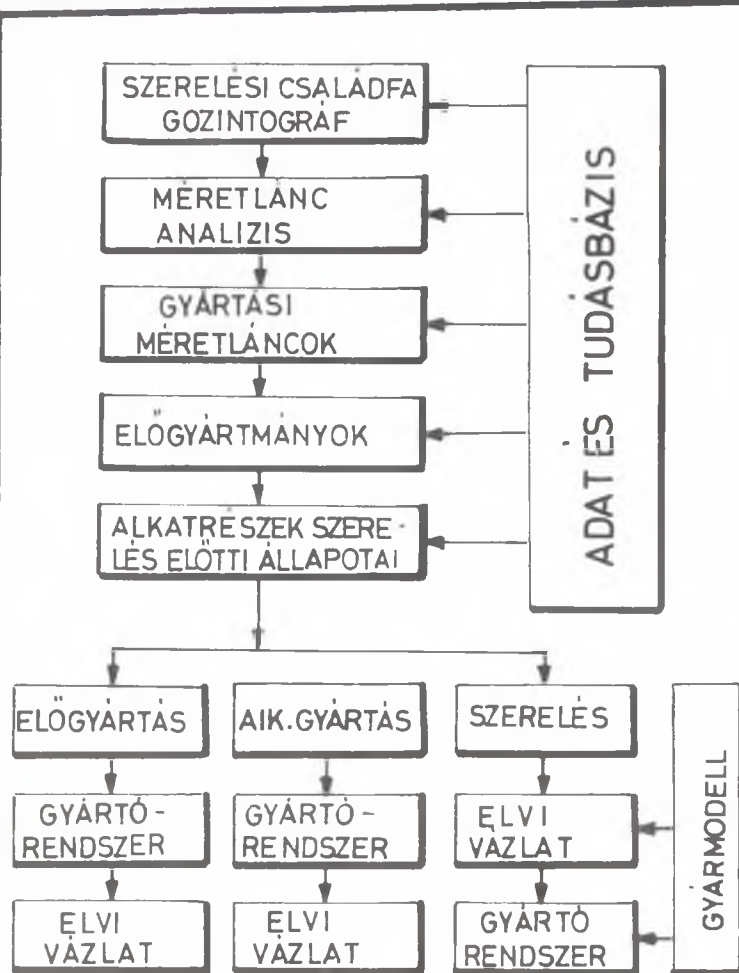 SZERELÉSI CSALÁDFA
GOZINTOGRÁF
MÉRETLÁNC
ANALIZIS
GYÁRTÁSI
MÉRETLÁNCOK
ELŐGYÁRTMÁNYOK
ALKATRÉSZEK SZERE-
LÉS ELŐTTI ÁLLAPOTAI
ADAT ÉS TUDÁSBÁZIS
ELŐGYÁRTÁS
AlK. GYÁRTÁS
SZERELÉS
GYÁRTÓ-
RENDSZER
GYÁRTÓ-
RENDSZER
ELVI
VÁZLAT
ELVI
VÁZLAT
ELVI
VÁZLAT
GYÁRTÓ
RENDSZER
GYÁRMODELL